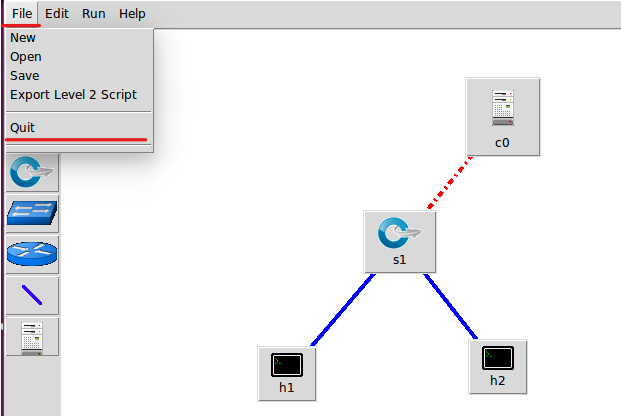 File Edit Run Help
New
Open
Save
Export Level 2 Script
Quit
c0
s1
h1
h2